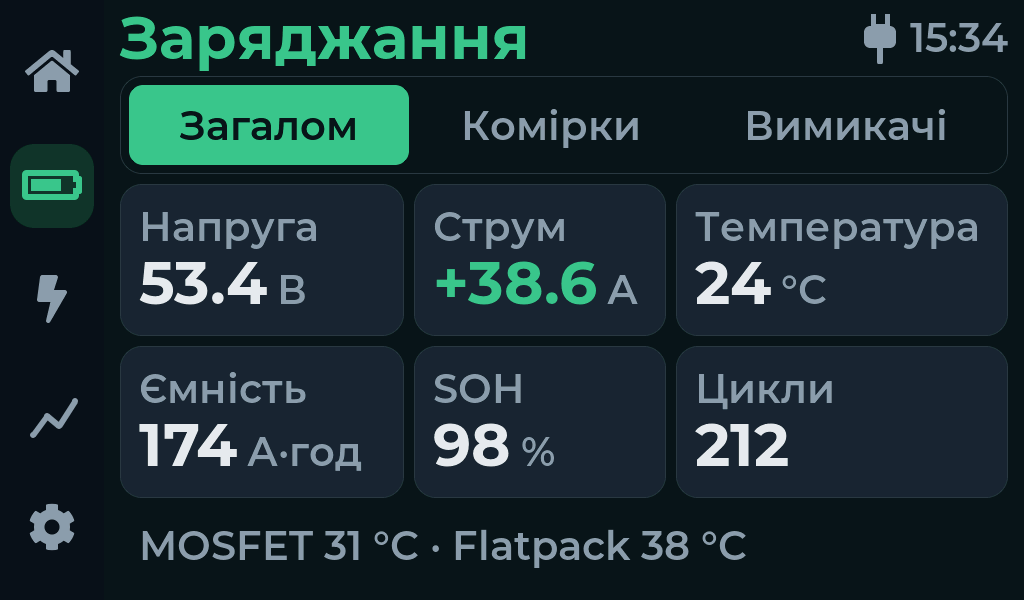 Заряджання 15:34
Загалом Комірки Вимикачі
Напруга Струм Температура
53.4 В +38.6 А 24 °C
Ємність SOH Цикли
174 А·год 98 % 212
MOSFET 31 °C · Flatpack 38 °C